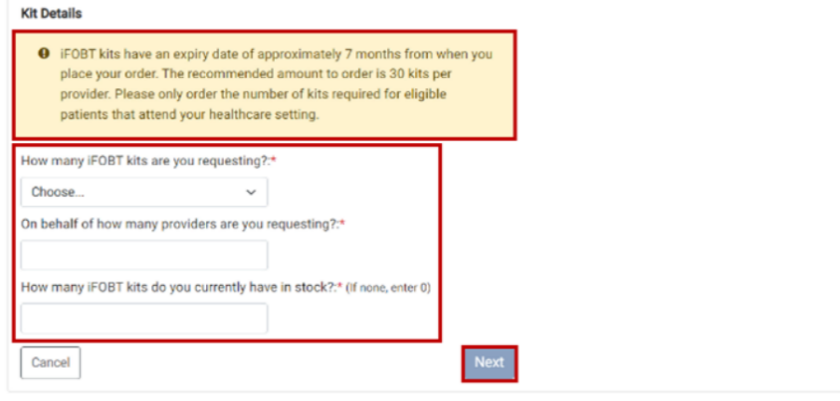 Kit Details
iFOBT kits have an expiry date of approximately 7 months from when you
place your order. The recommended amount to order is 30 kits per
provider. Please only order the number of kits required for eligible
patients that attend your healthcare setting.
How many iFOBT kits are you requesting?:*
Choose...
On behalf of how many providers are you requesting?:*
How many iFOBT kits do you currently have in stock?:* (If none, enter 0)
Cancel
Next